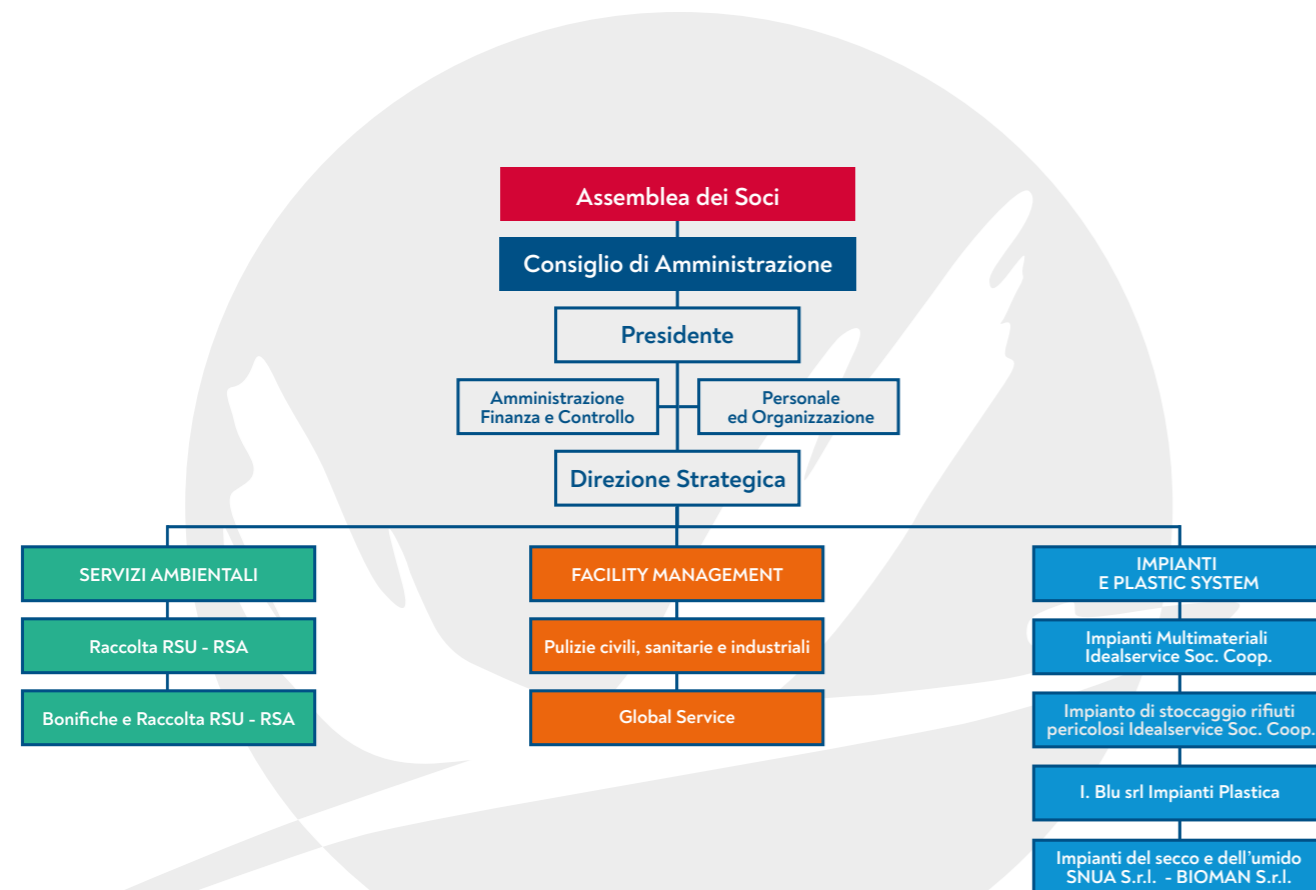 Assemblea dei Soci
Consiglio di Amministrazione
Presidente
Amministrazione
Finanza e Controllo
Personale
ed Organizzazione
Direzione Strategica
SERVIZI AMBIENTALI
Raccolta RSU - RSA
Bonifiche e Raccolta RSU - RSA
FACILITY MANAGEMENT
Pulizie civili, sanitarie e industriali
Global Service
IMPIANTI
E PLASTIC SYSTEM
Impianti Multimateriali
Idealservice Soc. Coop.
Impianto di stoccaggio rifiuti
pericolosi Idealservice Soc. Coop.
I. Blu srl Impianti Plastica
Impianti del secco e dell'umido
SNUA S.r.l. - BIOMAN S.r.l.